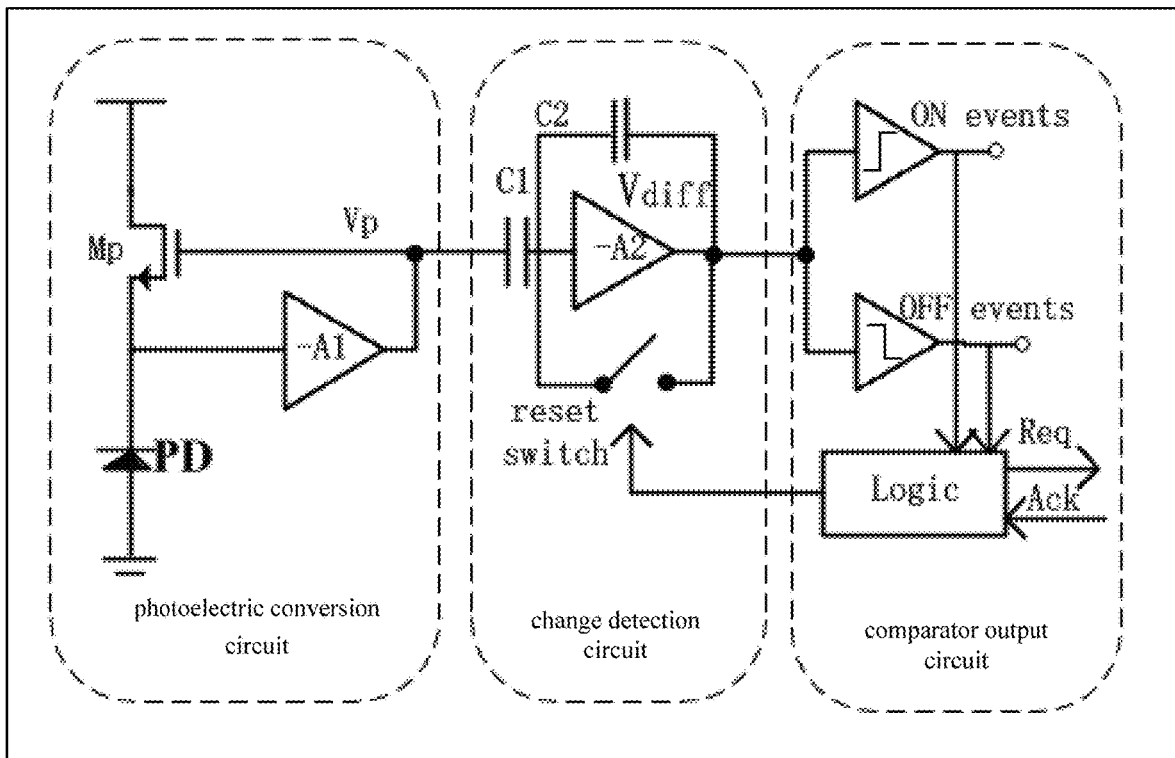 C2
ON events
C1
Vdiff
Vp
Mp
-A2
OFF events
-A1
reset
switch
Req
PD
Logic
Ack
photoelectric conversion
circuit
change detection
circuit
comparator output
circuit